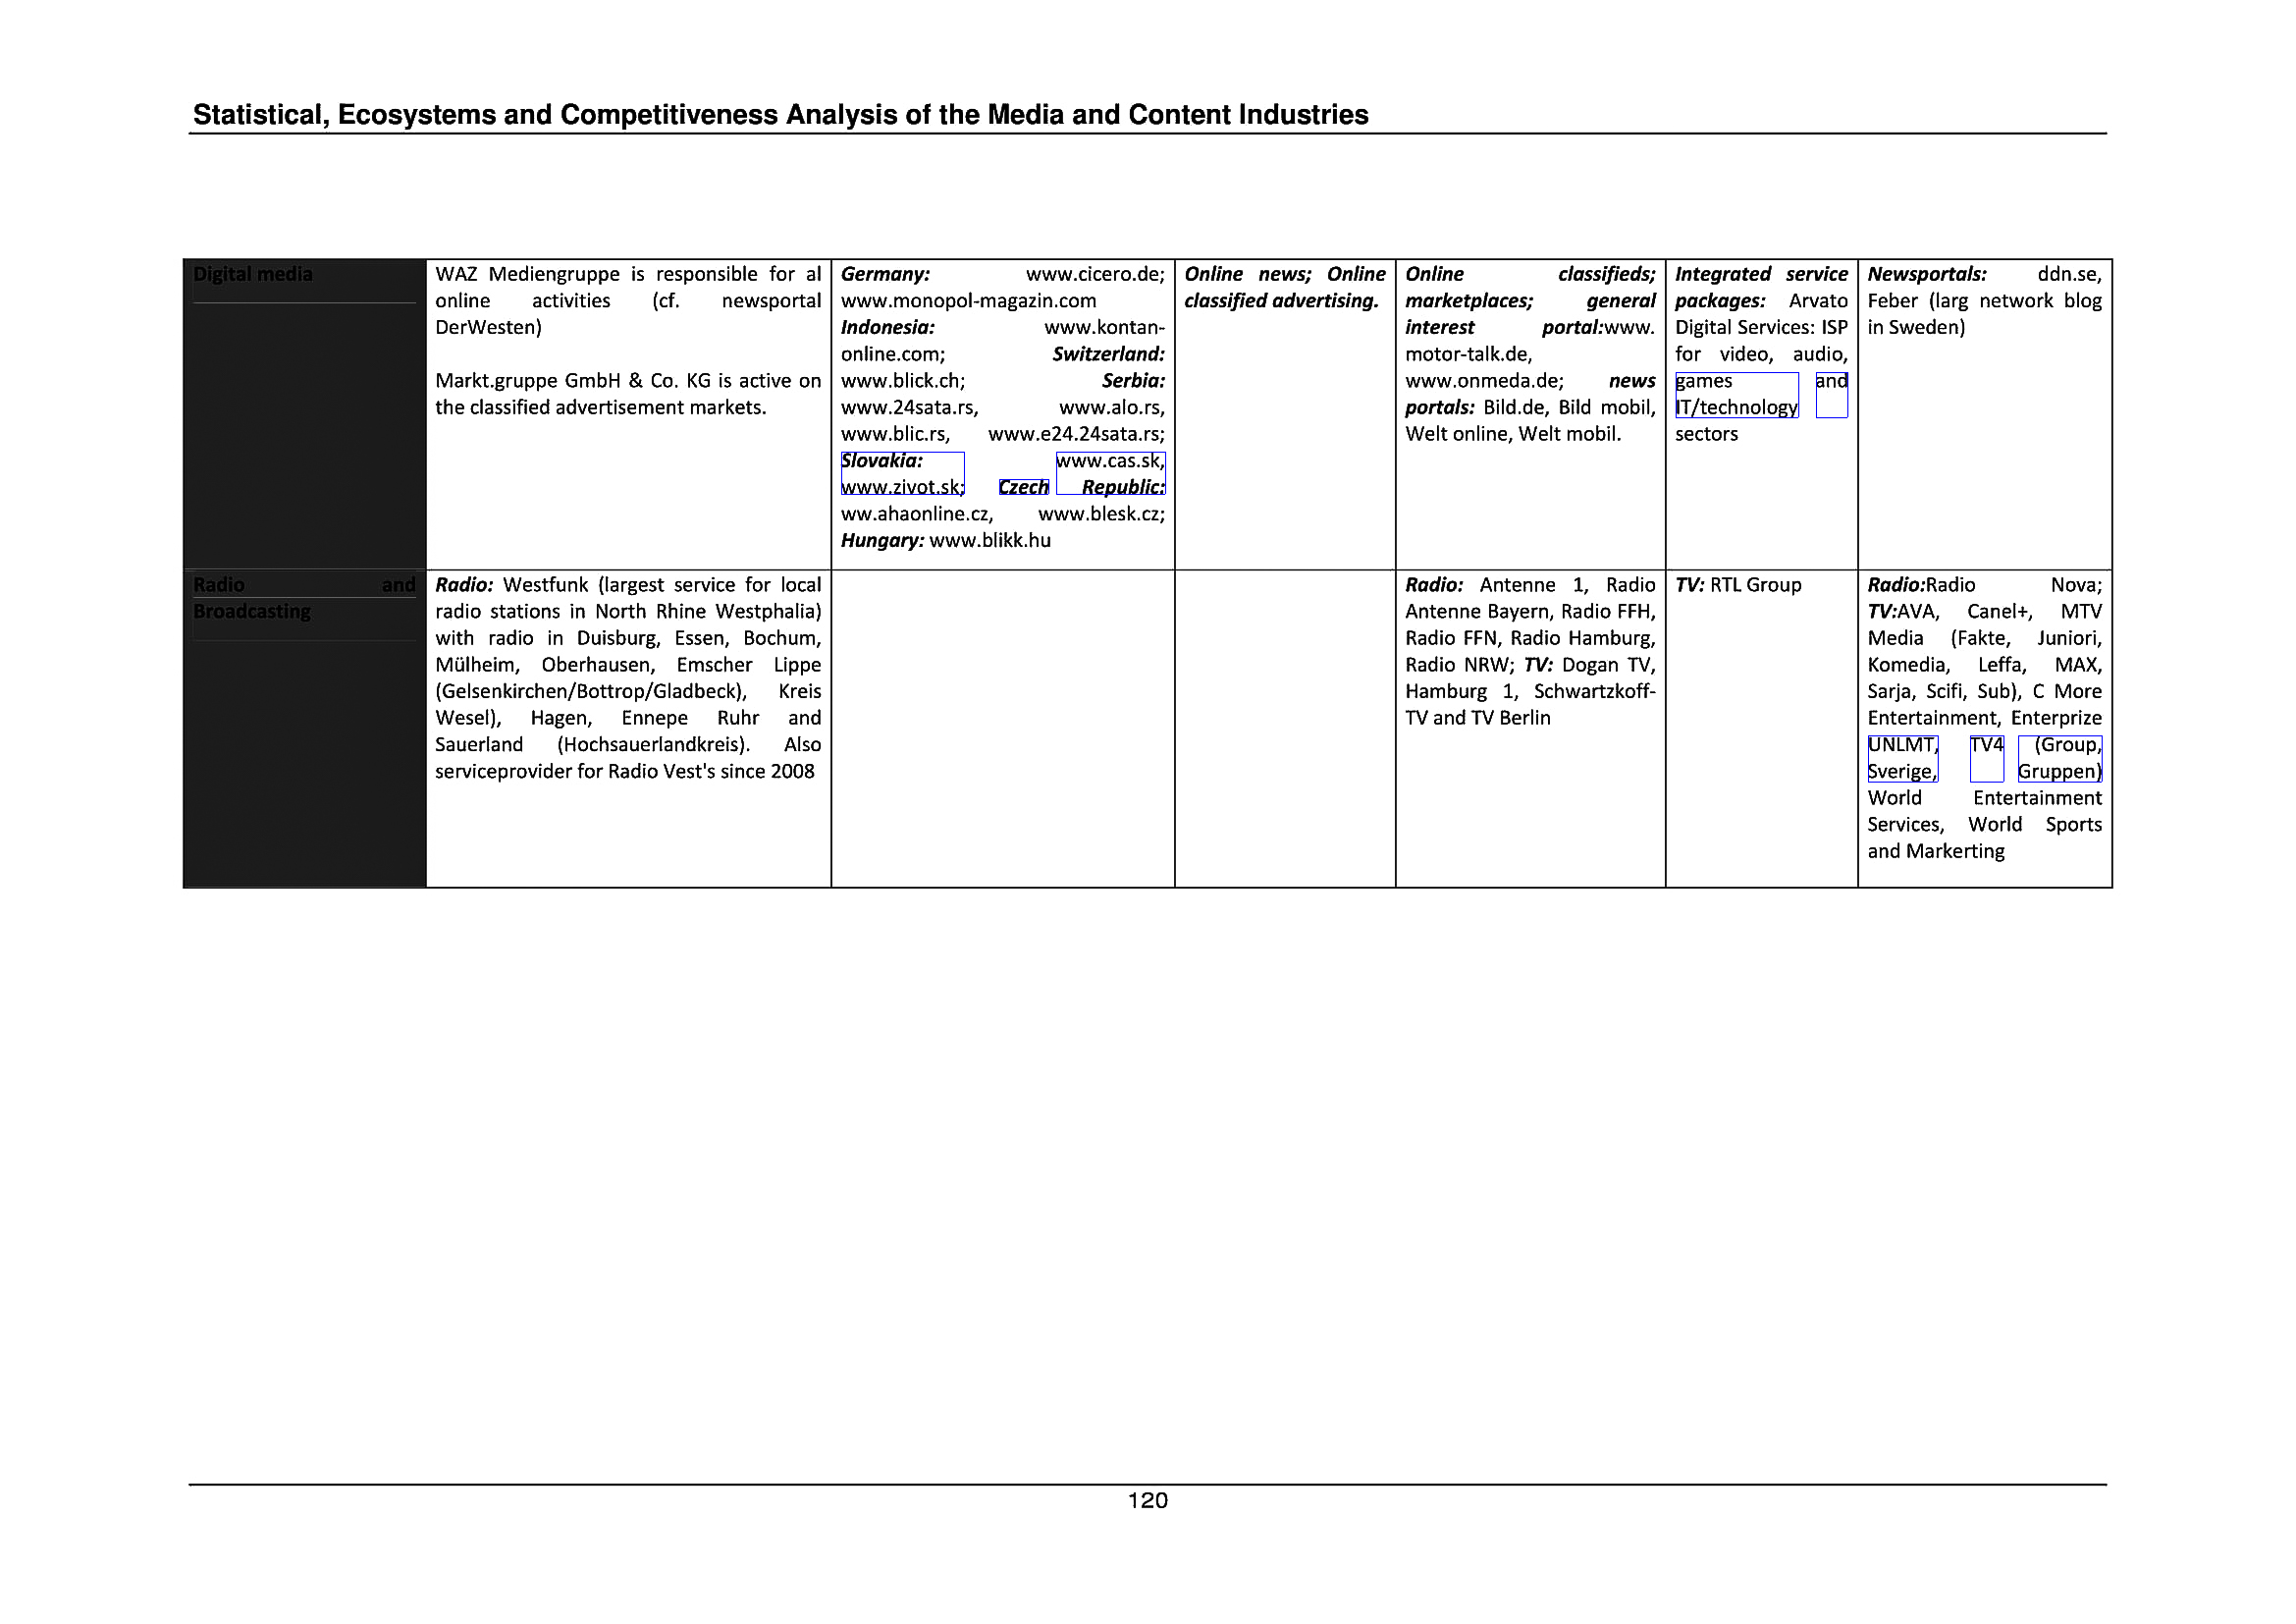 Statistical, Ecosystems and Competitiveness Analysis of the Media and Content Industries
Digital media
WAZ Mediengruppe is responsible for al
online activities (cf. newsportal
DerWesten)
Markt.gruppe GmbH & Co. KG is active on
the classified advertisement markets.
Germany: www.cicero.de;
www.monopol-magazin.com
Indonesia: www.kontan-
online.com; Switzerland:
www.blick.ch; Serbia:
www.24sata.rs, www.alo.rs,
www.blic.rs, www.e24.24sata.rs;
Slovakia: www.cas.sk,
www.zivot.sk; Czech Republic:
ww.ahaonline.cz, www.blesk.cz;
Hungary: www.blikk.hu
Online news; Online
classified advertising.
Online classifieds;
marketplaces; general
interest portal:www.
motor-talk.de,
www.onmeda.de; news
portals: Bild.de, Bild mobil,
Welt online, Welt mobil.
Integrated service
packages: Arvato
Digital Services: ISP
for video, audio,
games and
IT/technology
sectors
Newsportals: ddn.se,
Feber (larg network blog
in Sweden)
Radio and
Broadcasting
Radio: Westfunk (largest service for local
radio stations in North Rhine Westphalia)
with radio in Duisburg, Essen, Bochum,
Mülheim, Oberhausen, Emscher Lippe
(Gelsenkirchen/Bottrop/Gladbeck), Kreis
Wesel), Hagen, Ennepe Ruhr and
Sauerland (Hochsauerlandkreis). Also
serviceprovider for Radio Vest's since 2008
Radio: Antenne 1, Radio
Antenne Bayern, Radio FFH,
Radio FFN, Radio Hamburg,
Radio NRW; TV: Dogan TV,
Hamburg 1, Schwartzkoff-
TV and TV Berlin
TV: RTL Group
Radio:Radio Nova;
TV:AVA, Canel+, MTV
Media (Fakte, Juniori,
Komedia, Leffa, MAX,
Sarja, Scifi, Sub), C More
Entertainment, Enterprize
UNLMT, TV4 (Group,
Sverige, Gruppen)
World Entertainment
Services, World Sports
and Markerting
120